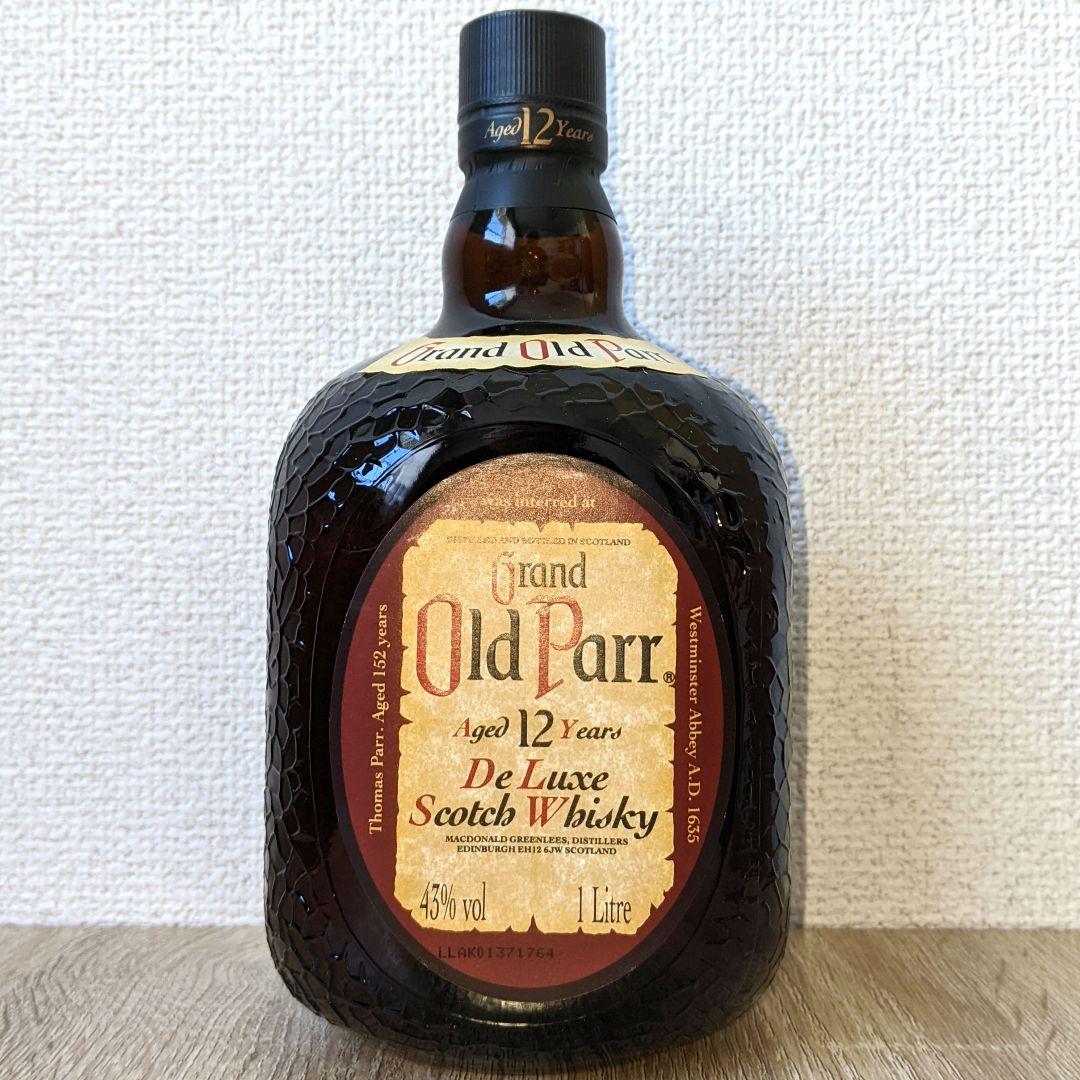 Aged 12 Years
Grand Old Parr
was interred at
DISTILLED AND BOTTLED IN SCOTLAND
Grand
Old Parr®
Thomas Parr. Aged 152 years
Westminster Abbey A.D. 1635
Aged 12 Years
De Luxe
Scotch Whisky
MACDONALD GREENLEES, DISTILLERS
EDINBURGH EH12 6JW SCOTLAND
43% vol 1 Litre
LLAK01371764